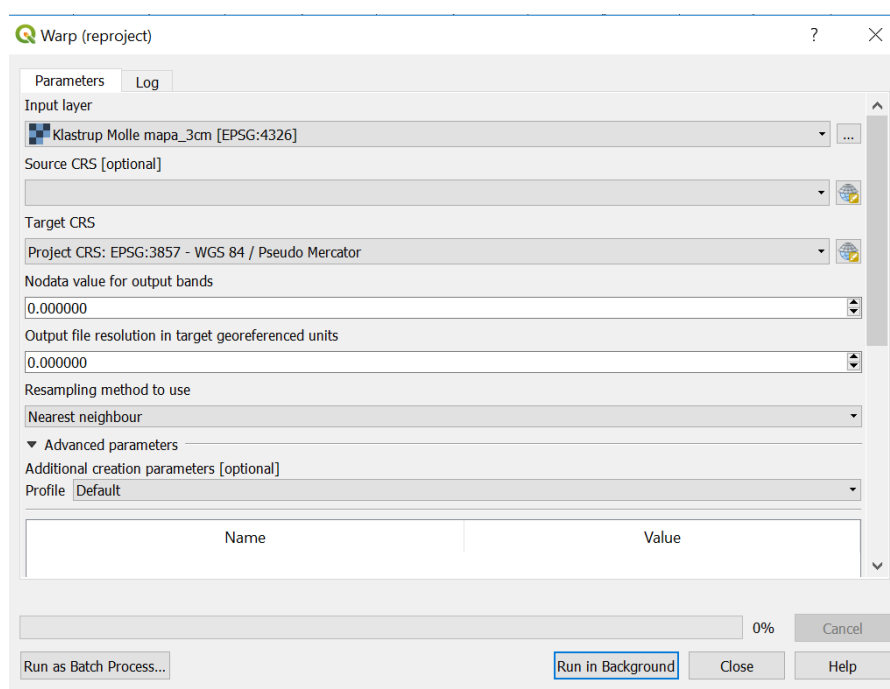 Warp (reproject)
?
Parameters
Log
Input layer
Klastrup Molle mapa_3cm [EPSG:4326]
...
Source CRS [optional]
Target CRS
Project CRS: EPSG:3857 - WGS 84 / Pseudo Mercator
Nodata value for output bands
0.000000
Output file resolution in target georeferenced units
0.000000
Resampling method to use
Nearest neighbour
Advanced parameters
Additional creation parameters [optional]
Profile Default
Name Value
0% Cancel
Run as Batch Process... Run in Background Close Help